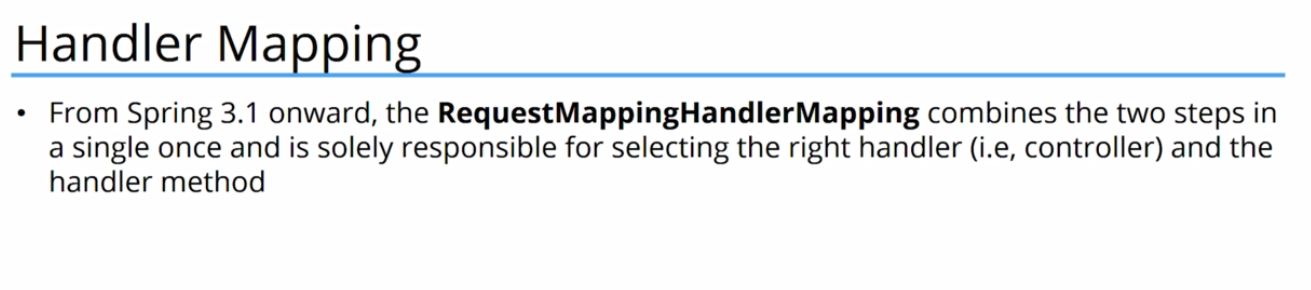 Handler Mapping
• From Spring 3.1 onward, the RequestMappingHandlerMapping combines the two steps in
a single once and is solely responsible for selecting the right handler (i.e, controller) and the
handler method